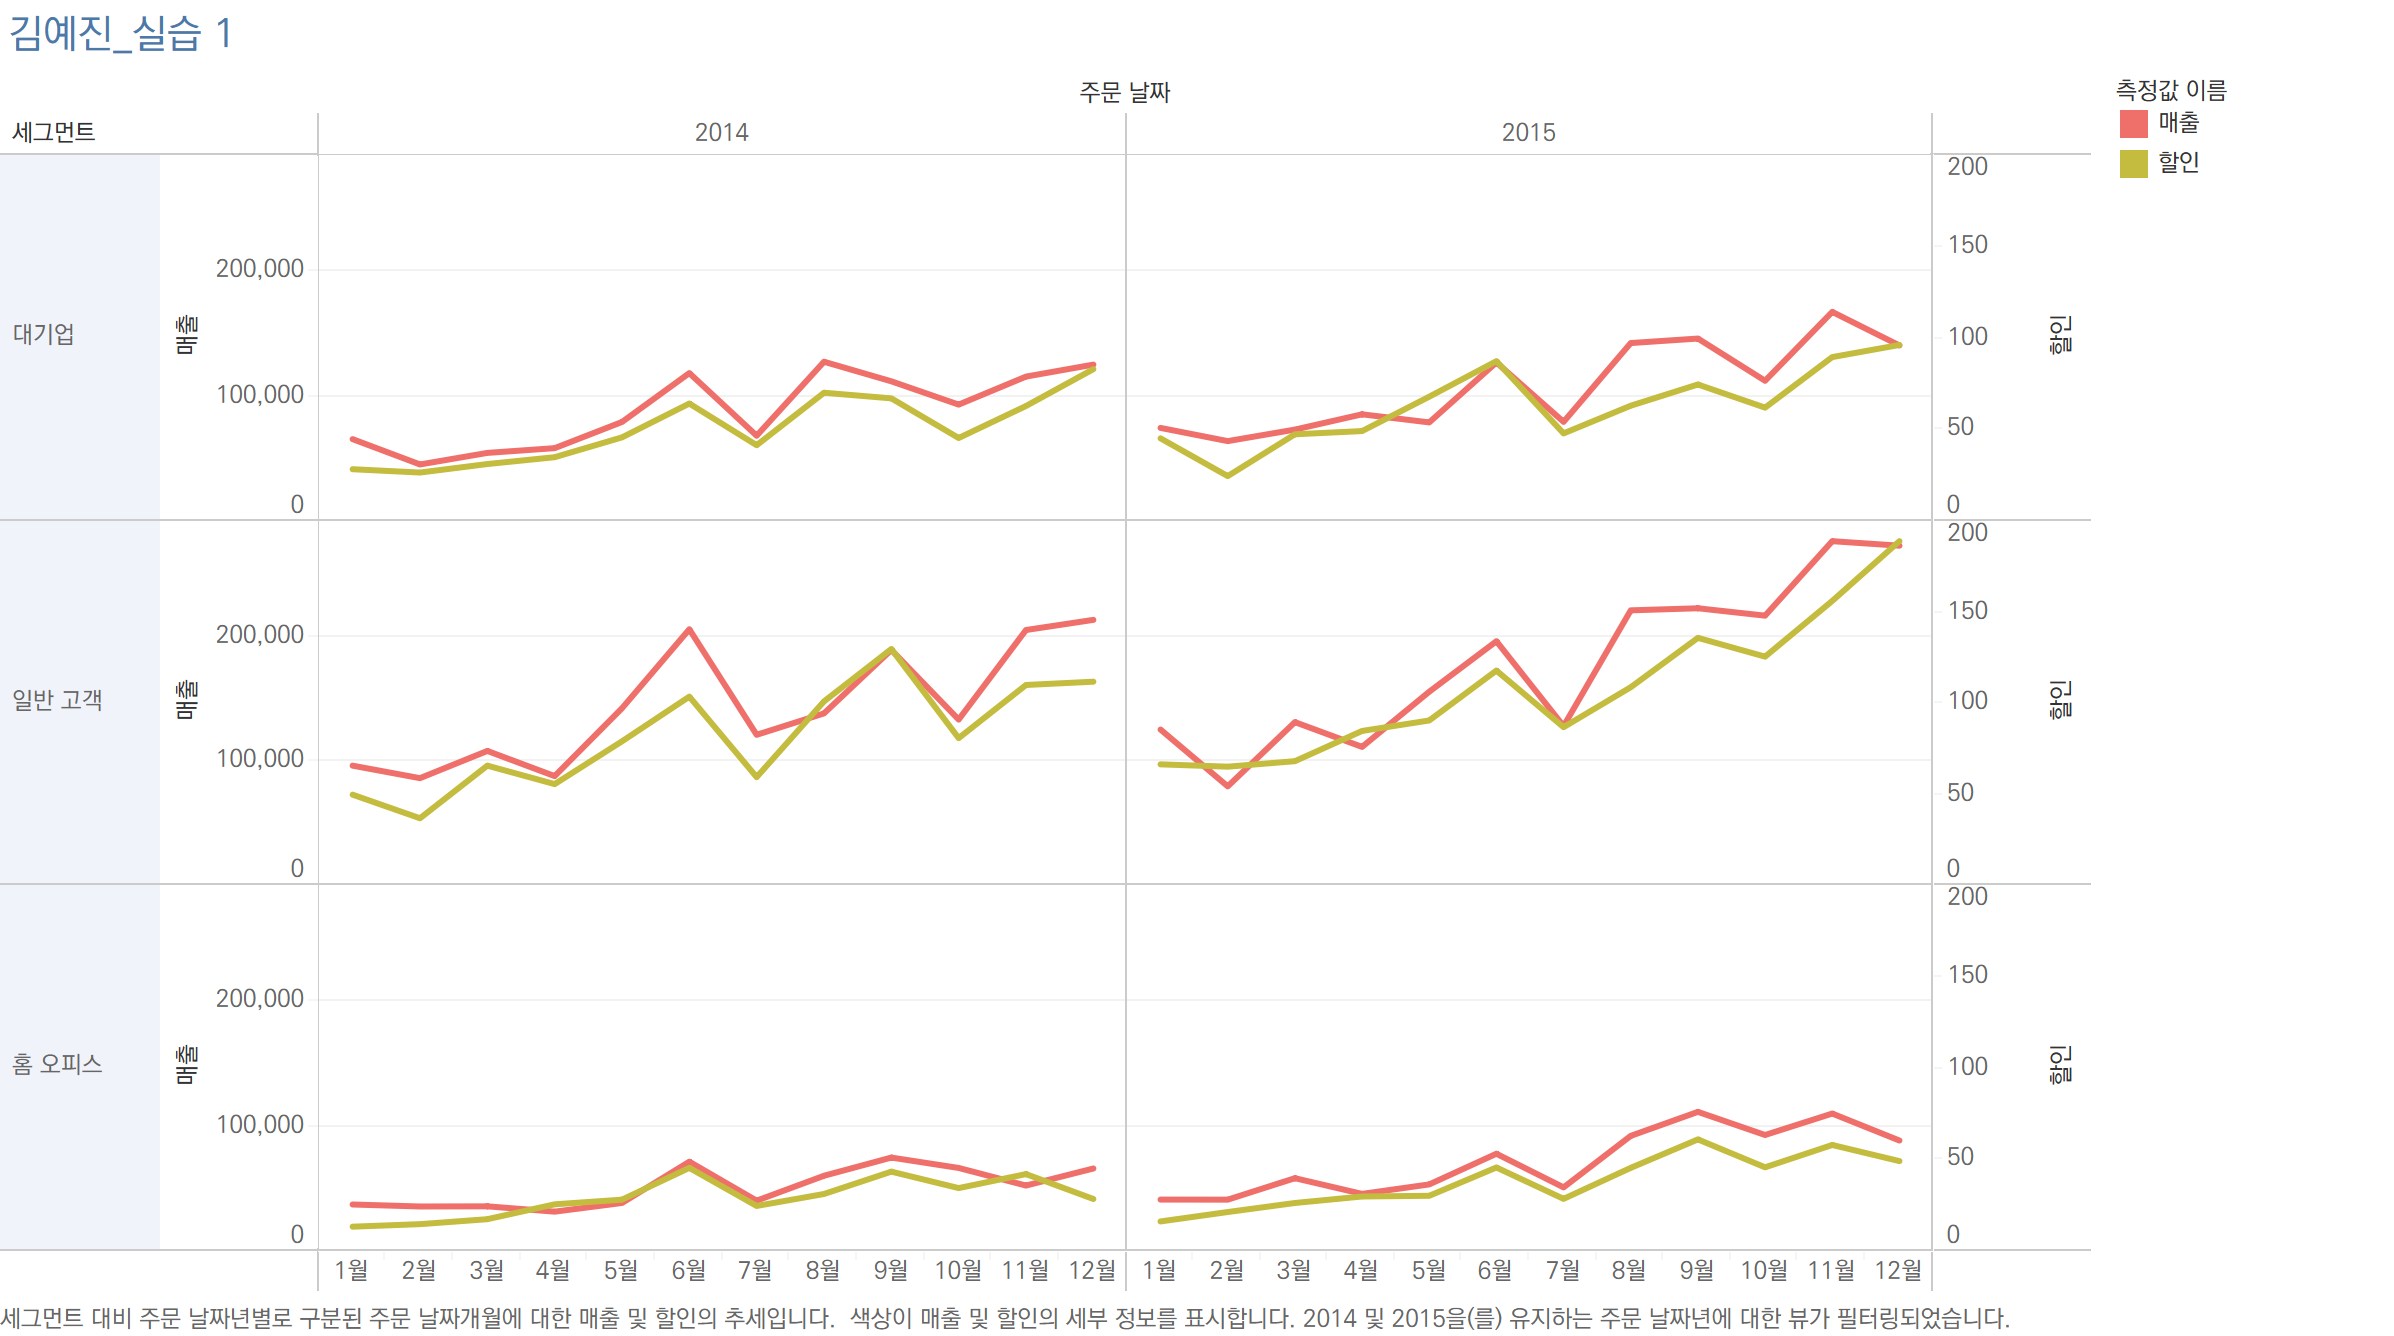 김예진_실습 1
주문 날짜
측정값 이름
매출
할인
세그먼트
2014
2015
대기업
매출
200,000
100,000
0
200
150
100
50
0
할인
일반 고객
매출
200,000
100,000
0
200
150
100
50
0
할인
홈 오피스
매출
200,000
100,000
0
200
150
100
50
0
할인
1월 2월 3월 4월 5월 6월 7월 8월 9월 10월 11월 12월 1월 2월 3월 4월 5월 6월 7월 8월 9월 10월 11월 12월
세그먼트 대비 주문 날짜년별로 구분된 주문 날짜개월에 대한 매출 및 할인의 추세입니다.  색상이 매출 및 할인의 세부 정보를 표시합니다. 2014 및 2015을(를) 유지하는 주문 날짜년에 대한 뷰가 필터링되었습니다.